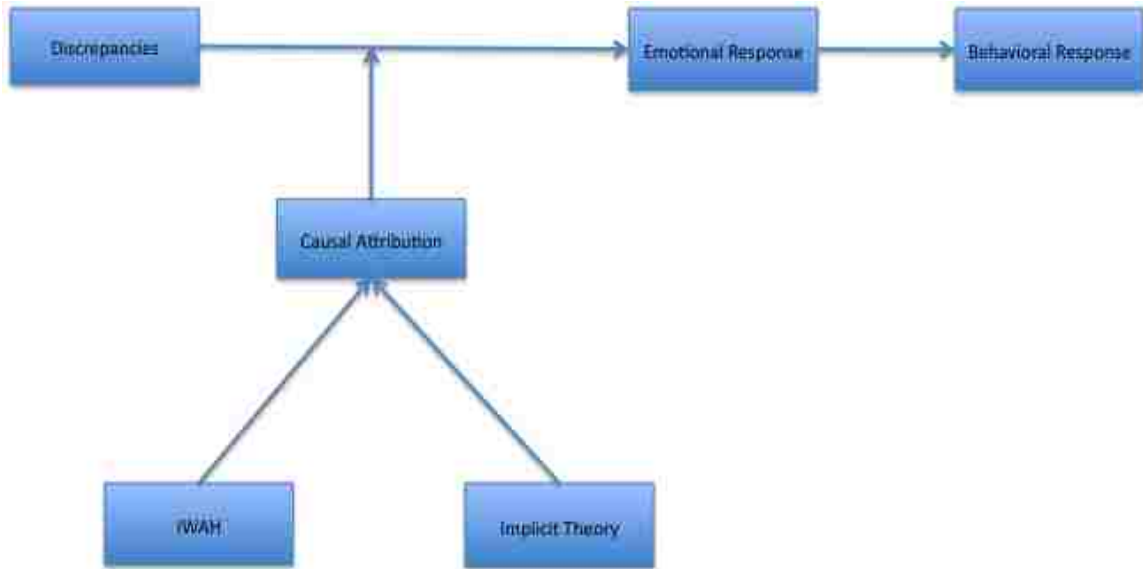 Discrepancies
Emotional Response
Behavioral Response
Causal Attribution
IWAH
Implicit Theory